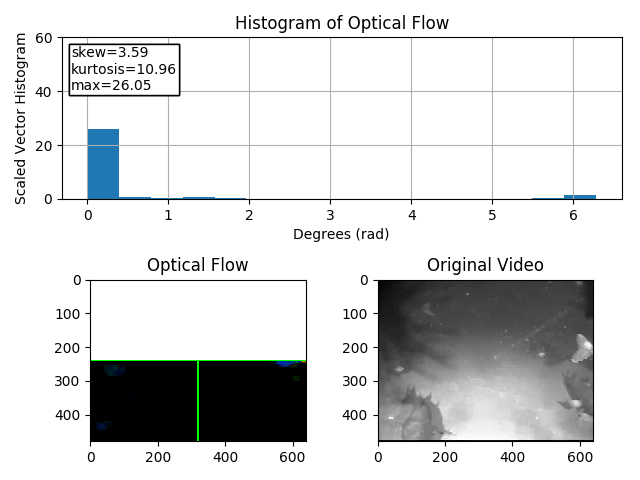 Histogram of Optical Flow
Scaled Vector Histogram
60
40
20
0
skew=3.59
kurtosis=10.96
max=26.05
0 1 2 3 4 5 6
Degrees (rad)
Optical Flow
0
100
200
300
400
0 200 400 600
Original Video
0
100
200
300
400
0 200 400 600